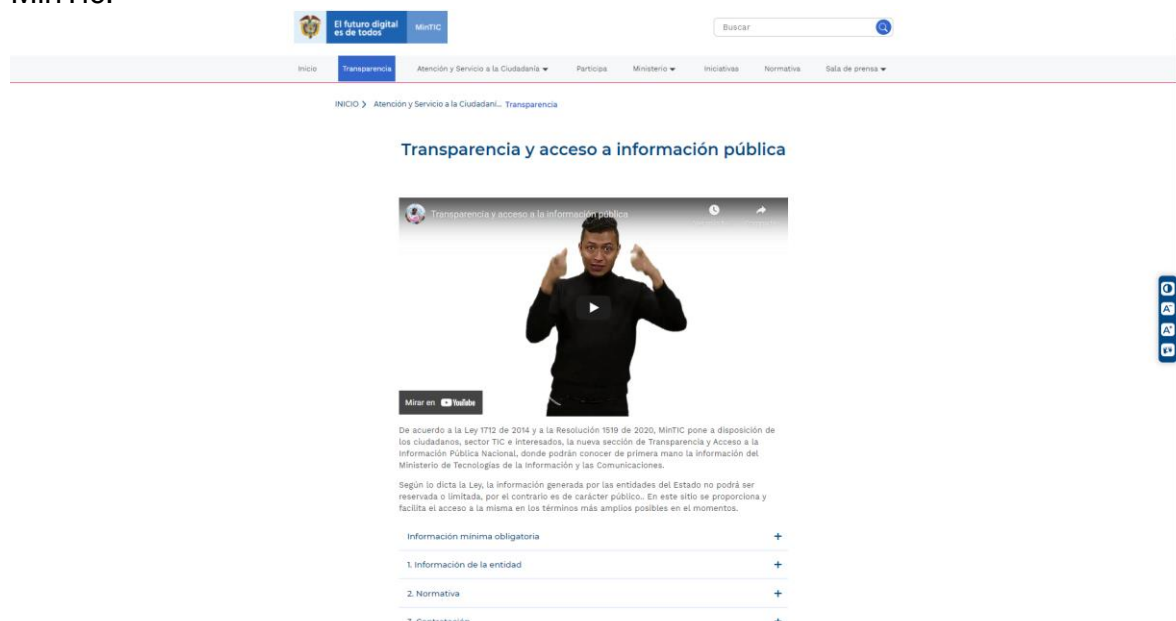 MinTIC.
El futuro digital
es de todos
MinTIC
Buscar
Inicio Transparencia Atención y Servicio a la Ciudadanía Participa Ministerio Iniciativas Normativa Sala de prensa
INICIO > Atención y Servicio a la Ciudadaní... Transparencia
Transparencia y acceso a información pública
Transparencia y acceso a la información pública
Mirar en YouTube
De acuerdo a la Ley 1712 de 2014 y a la Resolución 1519 de 2020, MinTIC pone a disposición de
los ciudadanos, sector TIC e interesados, la nueva sección de Transparencia y Acceso a la
Información Pública Nacional, donde podrán conocer de primera mano la información del
Ministerio de Tecnologías de la Información y las Comunicaciones.
Según lo dicta la Ley, la información generada por las entidades del Estado no podrá ser
reservada o limitada, por el contrario es de carácter público.. En este sitio se proporciona y
facilita el acceso a la misma en los términos más amplios posibles en el momentos.
Información mínima obligatoria +
1. Información de la entidad +
2. Normativa +